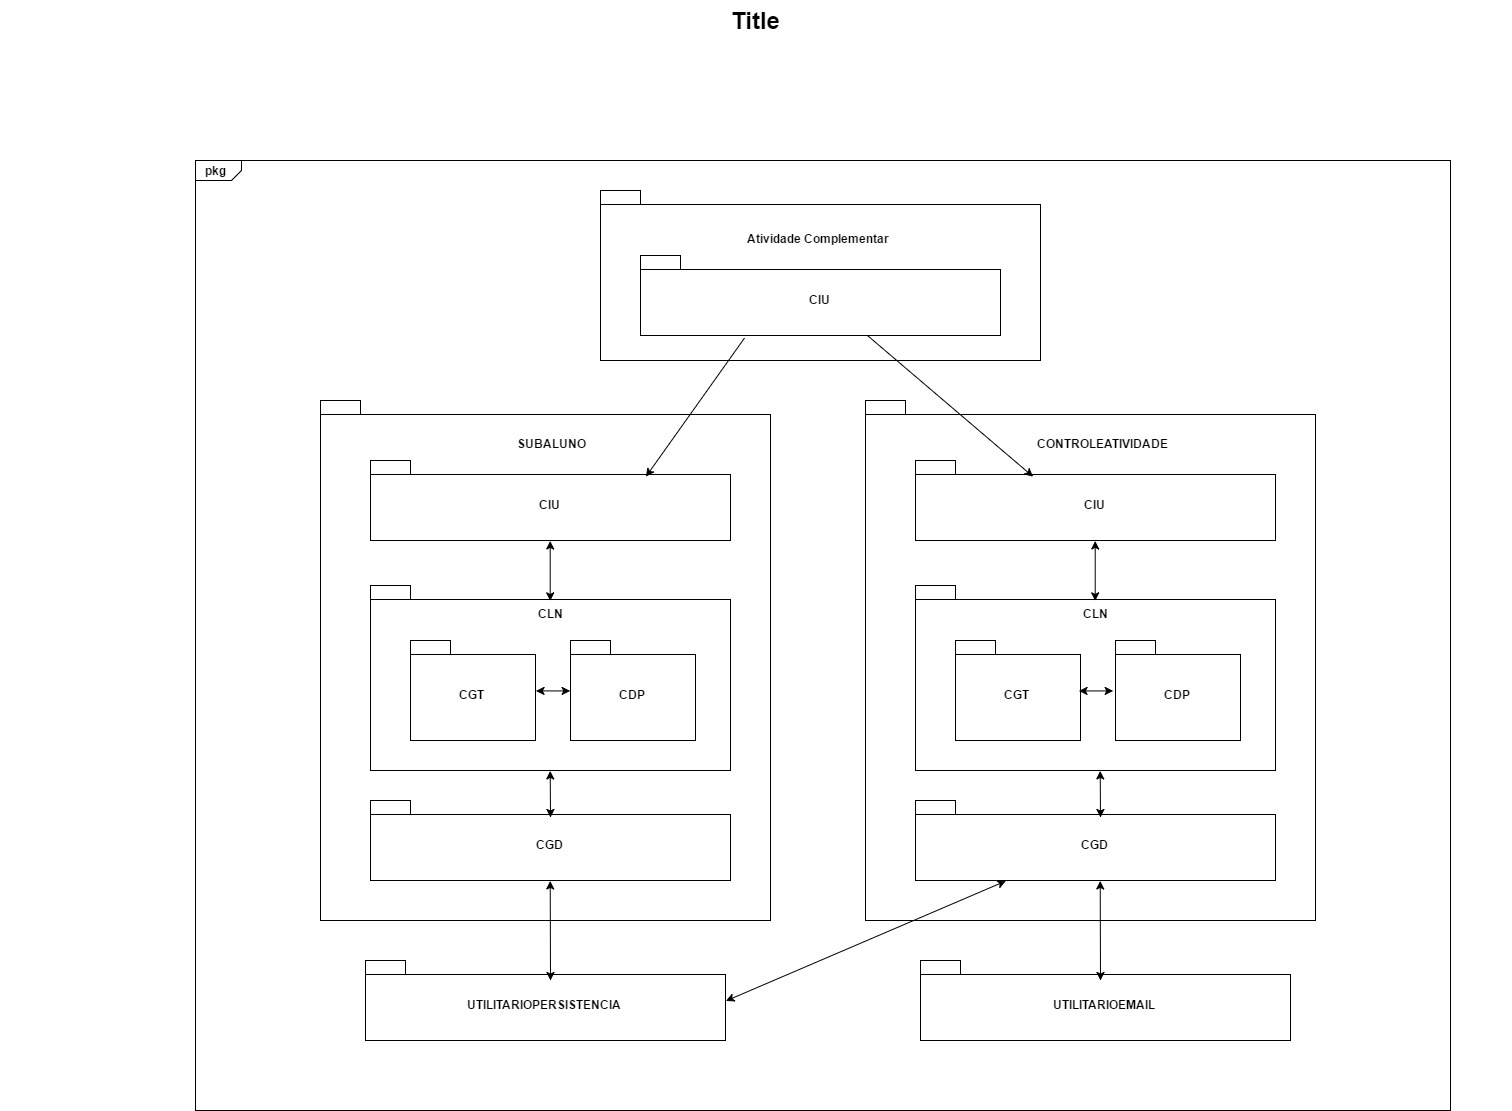 Title
pkg
Atividade Complementar
CIU
SUBALUNO
CONTROLEATIVIDADE
CIU
CIU
CLN
CLN
CGT
CDP
CGT
CDP
CGD
CGD
UTILITARIOPERSISTENCIA
UTILITARIOEMAIL